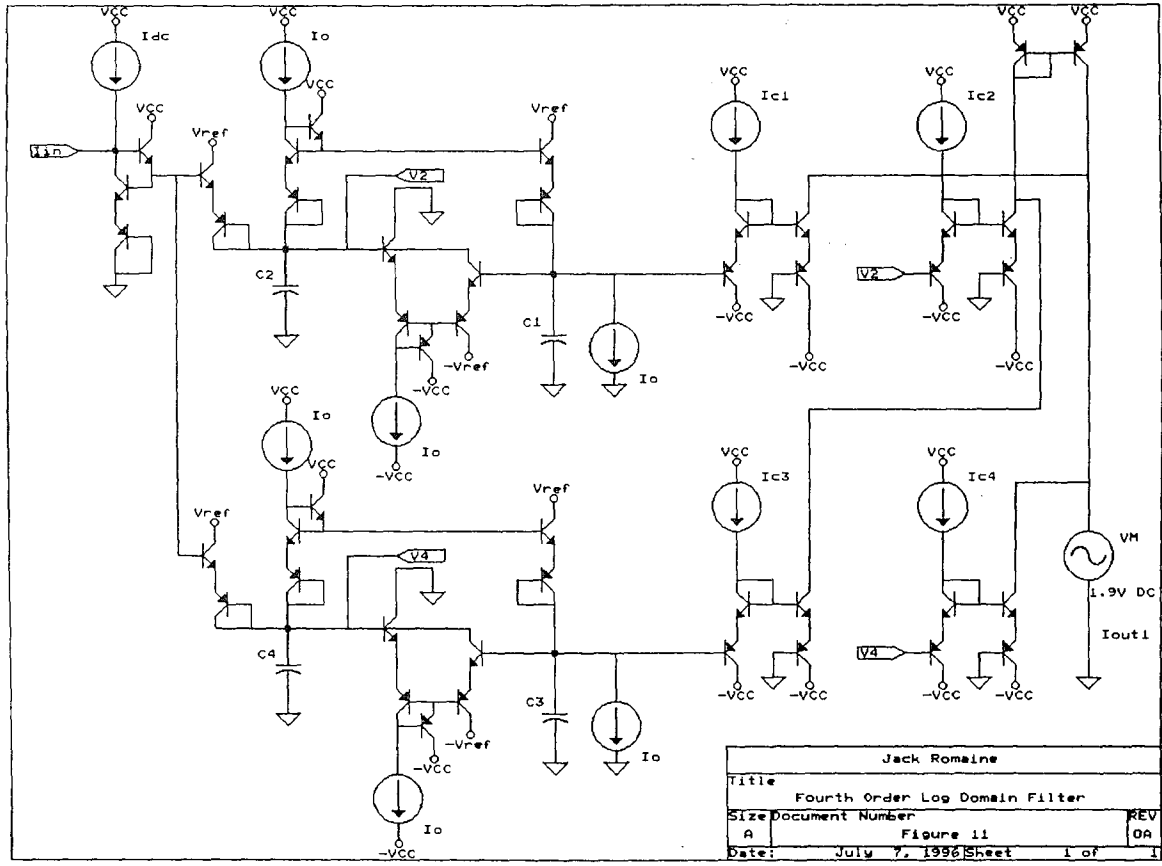 VCC
VCC
VCC
VCC
Idc
Io
VCC
VCC
Vref
Vref
VCC
Ic1
VCC
Ic2
Iin
V2
C2
C1
V2
-Vref
-VCC
Io
-VCC
-VCC
-VCC
-VCC
Io
-VCC
VCC
Io
VCC
Vref
Vref
V4
VCC
Ic3
VCC
Ic4
VM
1.9V DC
Iout1
C4
C3
V4
-Vref
-VCC
Io
-VCC
-VCC
-VCC
-VCC
Io
-VCC
Jack Romaine
Title
Fourth Order Log Domain Filter
Size Document Number REV
A Figure 11 0A
Date: July 7, 1996 Sheet 1 of 1